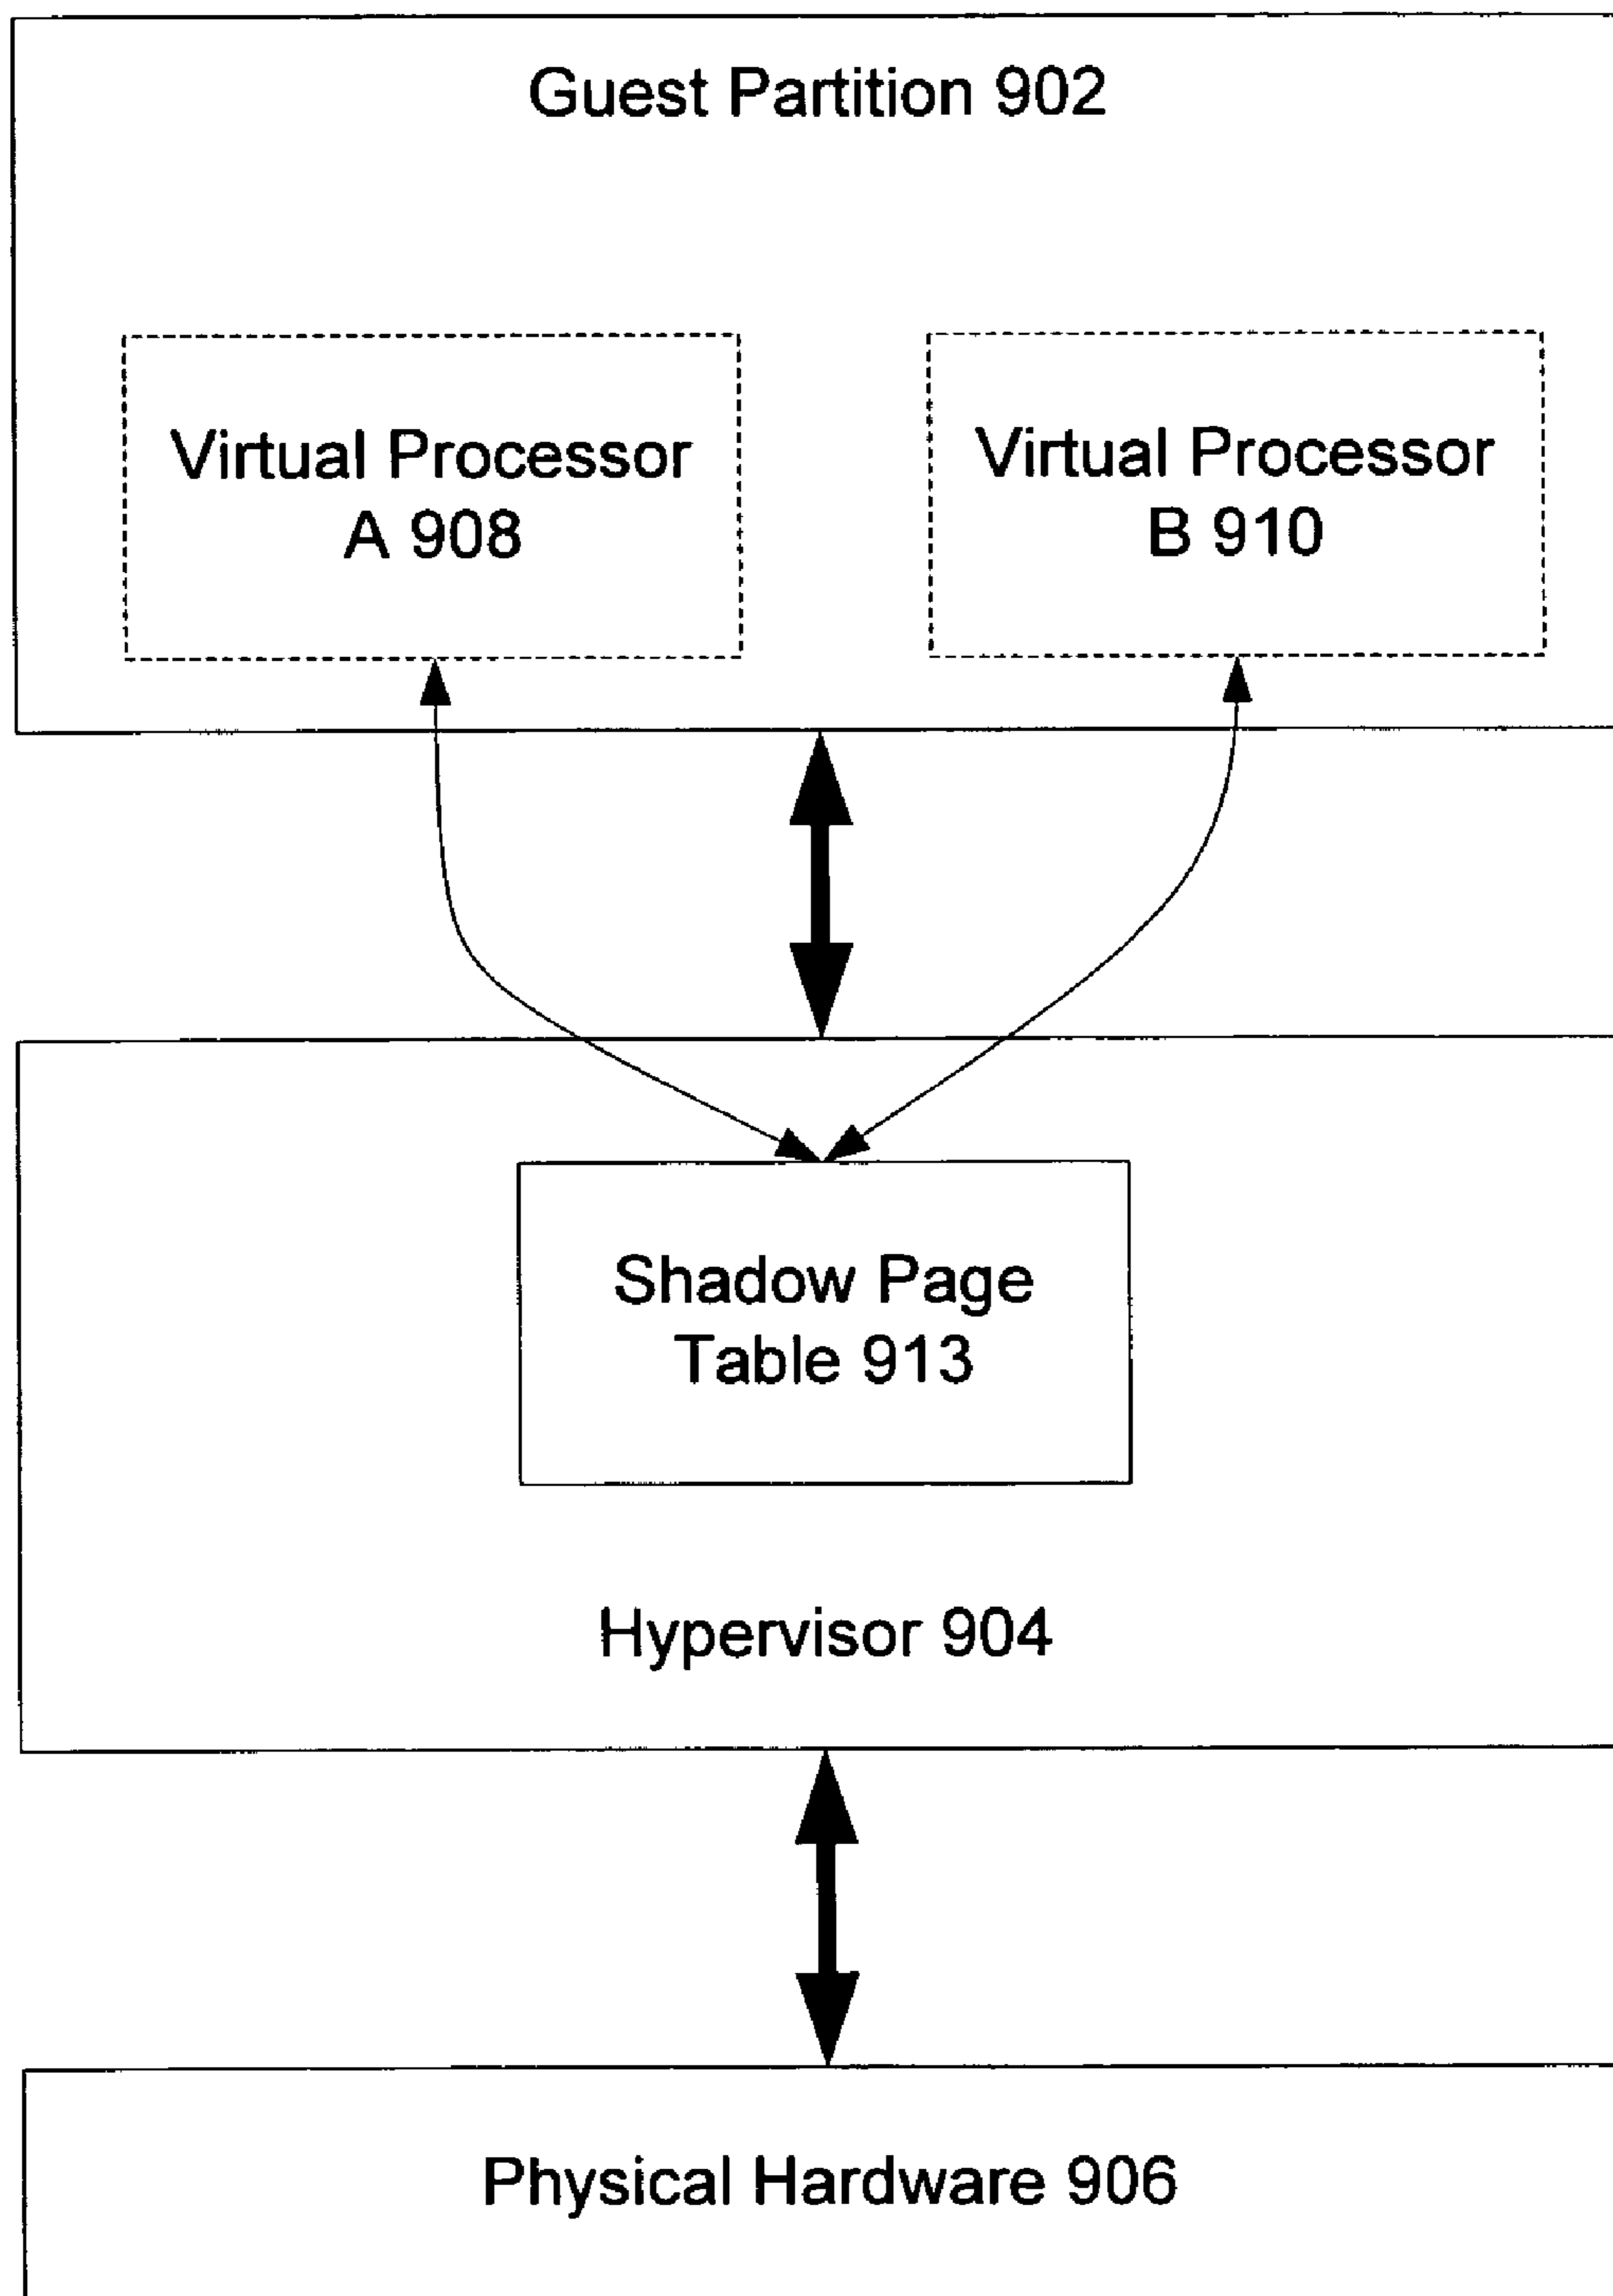 Guest Partition 902
Virtual Processor
A 908
Virtual Processor
B 910
Shadow Page
Table 913
Hypervisor 904
Physical Hardware 906